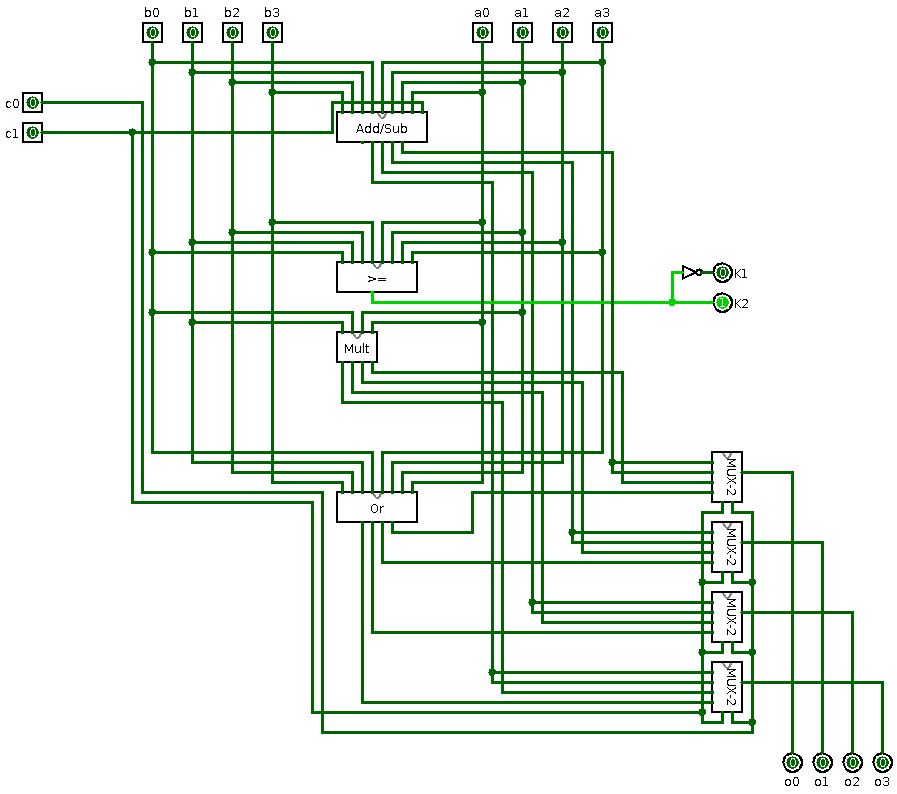 b0 b1 b2 b3 a0 a1 a2 a3
0 0 0 0 0 0 0 0
c0 0
c1 0
Add/Sub
>=
0 K1
1 K2
Mult
Or
MUX-2
MUX-2
MUX-2
MUX-2
0 0 0 0
o0 o1 o2 o3